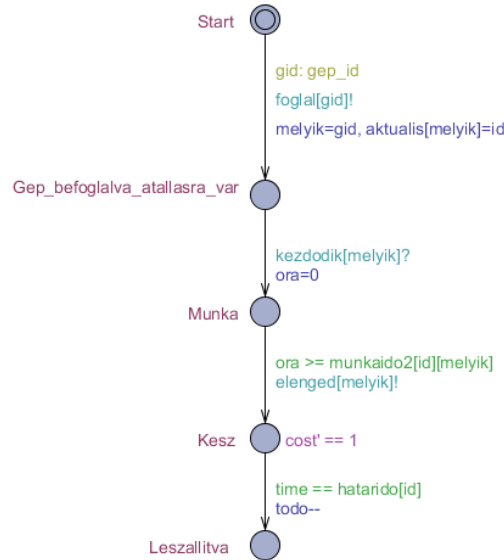 Start
gid: gep_id
foglal[gid]!
melyik=gid, aktualis[melyik]=id
Gep_befoglalva_atallasra_var
kezdodik[melyik]?
ora=0
Munka
ora >= munkaido2[id][melyik]
elenged[melyik]!
Kesz cost' == 1
time == hatarido[id]
todo--
Leszallitva